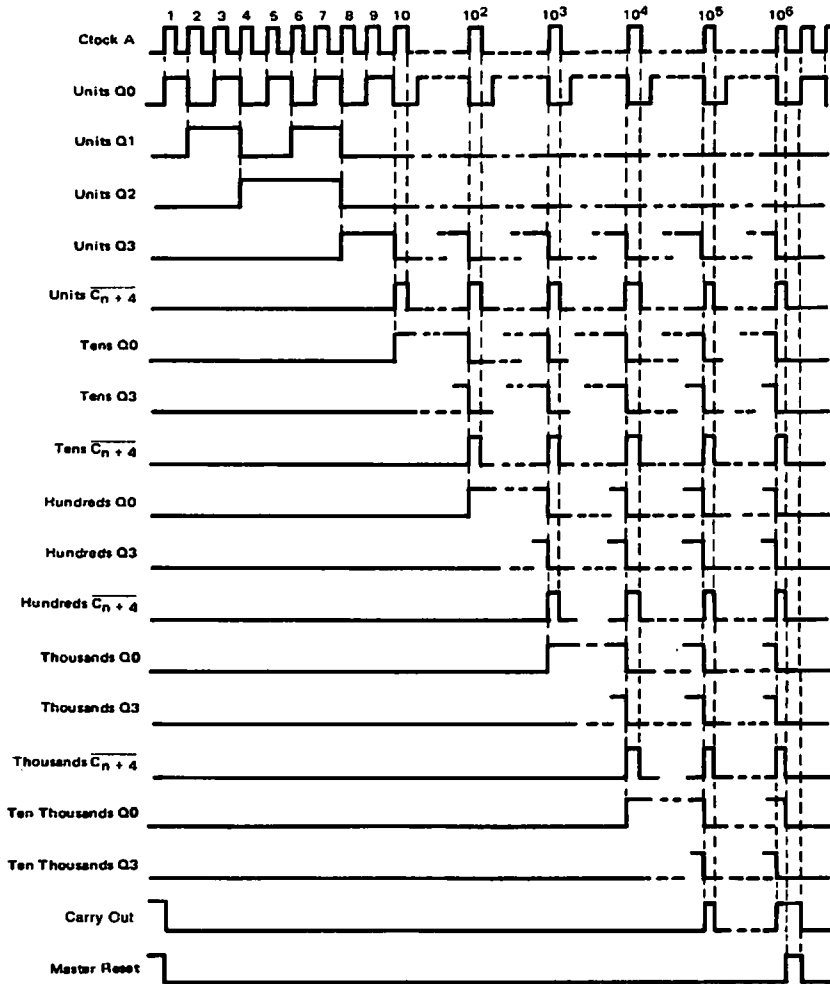 1 2 3 4 5 6 7 8 9 10 10² 10³ 10⁴ 10⁵ 10⁶
Clock A
Units Q0
Units Q1
Units Q2
Units Q3
Units C̅n + 4
Tens Q0
Tens Q3
Tens C̅n + 4
Hundreds Q0
Hundreds Q3
Hundreds C̅n + 4
Thousands Q0
Thousands Q3
Thousands C̅n + 4
Ten Thousands Q0
Ten Thousands Q3
Carry Out
Master Reset